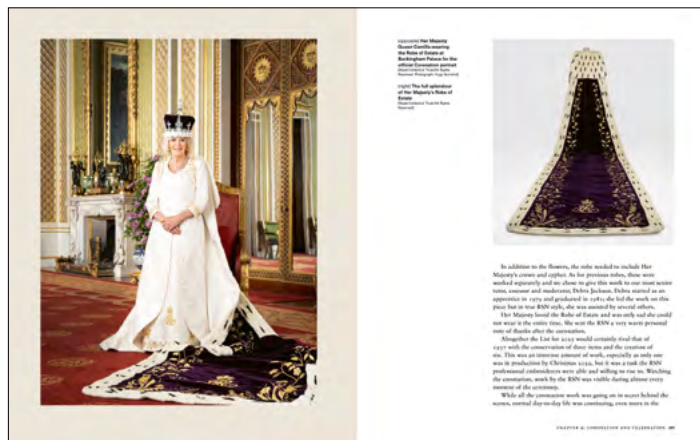 [opposite] Her Majesty
Queen Camilla wearing
the Robe of Estate at
Buckingham Palace for the
official Coronation portrait
[right] The full splendour
of Her Majesty's Robe of
Estate
In addition to the flowers, the robe needed to include Her
Majesty's crown and cypher. As for previous robes, these were
worked separately and we chose to give this work to our most senior
tutor, assessor and moderator, Debra Jackson. Debra started as an
apprentice in 1979 and graduated in 1981; she led the work on this
piece but in true RSN style, she was assisted by several others.
Her Majesty loved the Robe of Estate and was only sad she could
not wear it the entire time. She sent the RSN a very warm personal
note of thanks after the coronation.
Altogether the List for 2023 would certainly rival that of
1937 with the conservation of three items and the creation of
six. This was an immense amount of work, especially as only one
was in production by Christmas 2022, but it was a task the RSN
professional embroiderers were able and willing to rise to. Watching
the coronation, work by the RSN was visible during almost every
moment of the ceremony.
While all the coronation work was going on in secret behind the
scenes, normal day-to-day life was continuing, even more in the
CHAPTER 6: CORONATION AND CELEBRATION